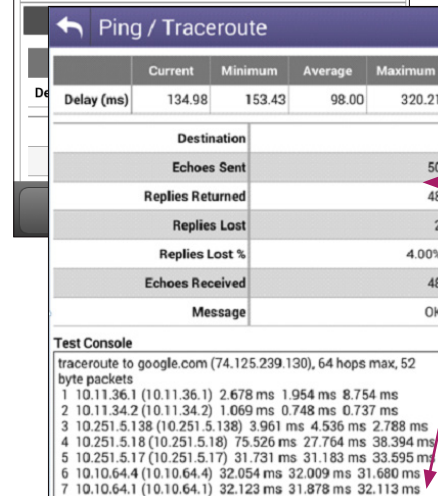 Ping / Traceroute
De
Current Minimum Average Maximum
Delay (ms) 134.98 153.43 98.00 320.21
Destination
Echoes Sent 50
Replies Returned 48
Replies Lost 2
Replies Lost % 4.00%
Echoes Received 48
Message OK
Test Console
traceroute to google.com (74.125.239.130), 64 hops max, 52
byte packets
1 10.11.36.1 (10.11.36.1) 2.678 ms 1.954 ms 8.754 ms
2 10.11.34.2 (10.11.34.2) 1.069 ms 0.748 ms 0.737 ms
3 10.251.5.138 (10.251.5.138) 3.961 ms 4.536 ms 2.788 ms
4 10.251.5.18 (10.251.5.18) 75.526 ms 27.764 ms 38.394 ms
5 10.251.5.17 (10.251.5.17) 31.731 ms 31.183 ms 33.595 ms
6 10.10.64.4 (10.10.64.4) 32.054 ms 32.009 ms 31.680 ms
7 10.10.64.1 (10.10.64.1) 32.123 ms 31.878 ms 32.113 ms